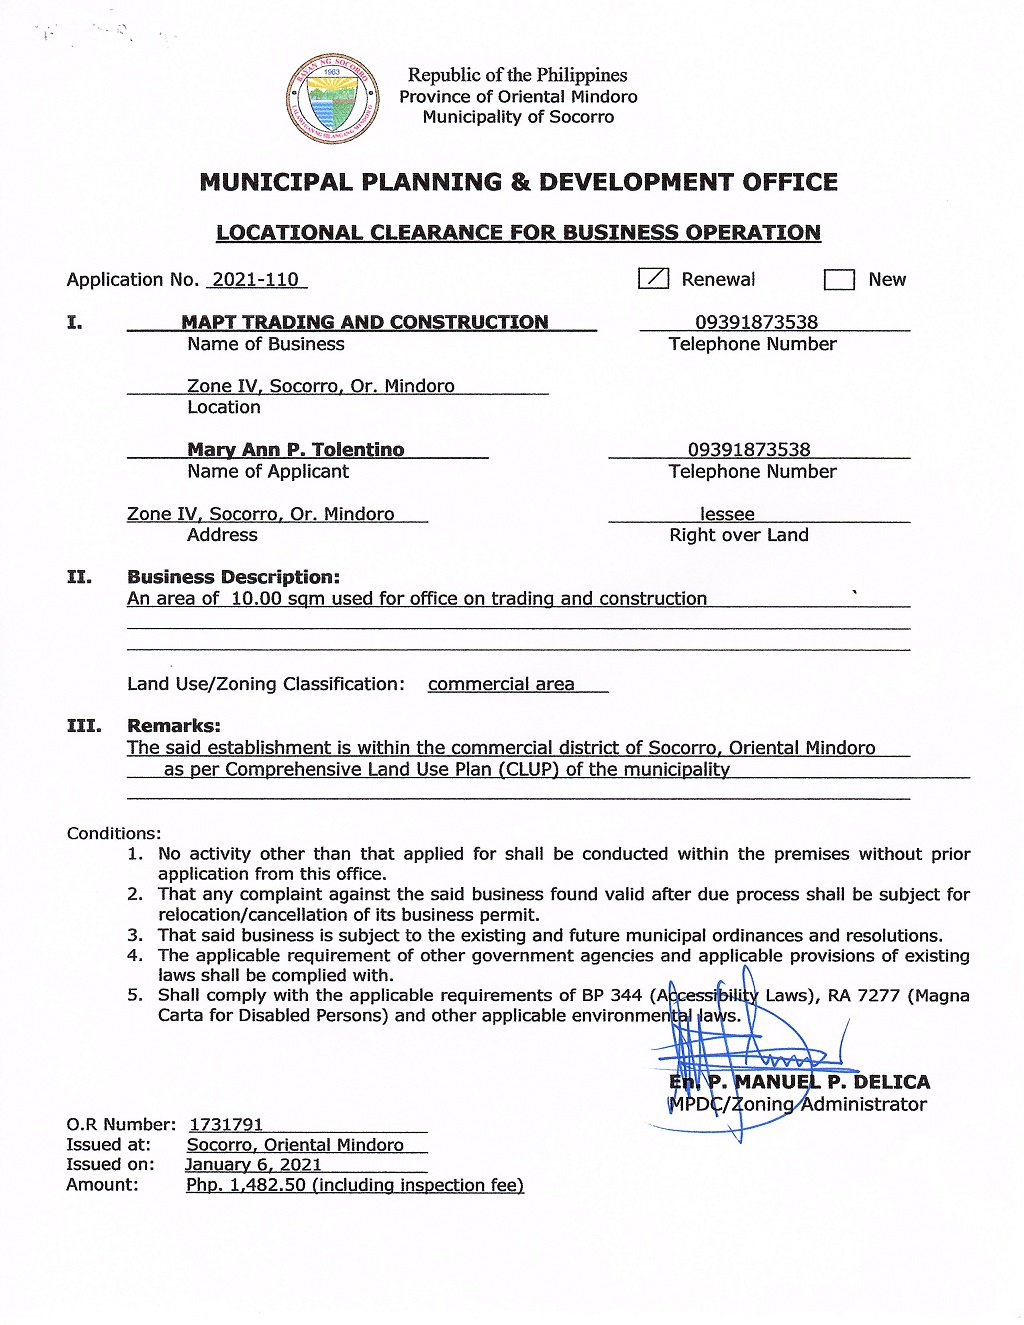 BAYAN NG SOCORRO
1963
LALAWIGAN NG SILANGANG MINDORO
Republic of the Philippines
Province of Oriental Mindoro
Municipality of Socorro
MUNICIPAL PLANNING & DEVELOPMENT OFFICE
LOCATIONAL CLEARANCE FOR BUSINESS OPERATION
Application No. 2021-110 Renewal New
I. MAPT TRADING AND CONSTRUCTION 09391873538
Name of Business Telephone Number
Zone IV, Socorro, Or. Mindoro
Location
Mary Ann P. Tolentino 09391873538
Name of Applicant Telephone Number
Zone IV, Socorro, Or. Mindoro lessee
Address Right over Land
II. Business Description:
An area of 10.00 sqm used for office on trading and construction
Land Use/Zoning Classification: commercial area
III. Remarks:
The said establishment is within the commercial district of Socorro, Oriental Mindoro
as per Comprehensive Land Use Plan (CLUP) of the municipality
Conditions:
1. No activity other than that applied for shall be conducted within the premises without prior
application from this office.
2. That any complaint against the said business found valid after due process shall be subject for
relocation/cancellation of its business permit.
3. That said business is subject to the existing and future municipal ordinances and resolutions.
4. The applicable requirement of other government agencies and applicable provisions of existing
laws shall be complied with.
5. Shall comply with the applicable requirements of BP 344 (Accessibility Laws), RA 7277 (Magna
Carta for Disabled Persons) and other applicable environmental laws.
En. P. MANUEL P. DELICA
MPDC/Zoning Administrator
O.R Number: 1731791
Issued at: Socorro, Oriental Mindoro
Issued on: January 6, 2021
Amount: Php. 1,482.50 (including inspection fee)